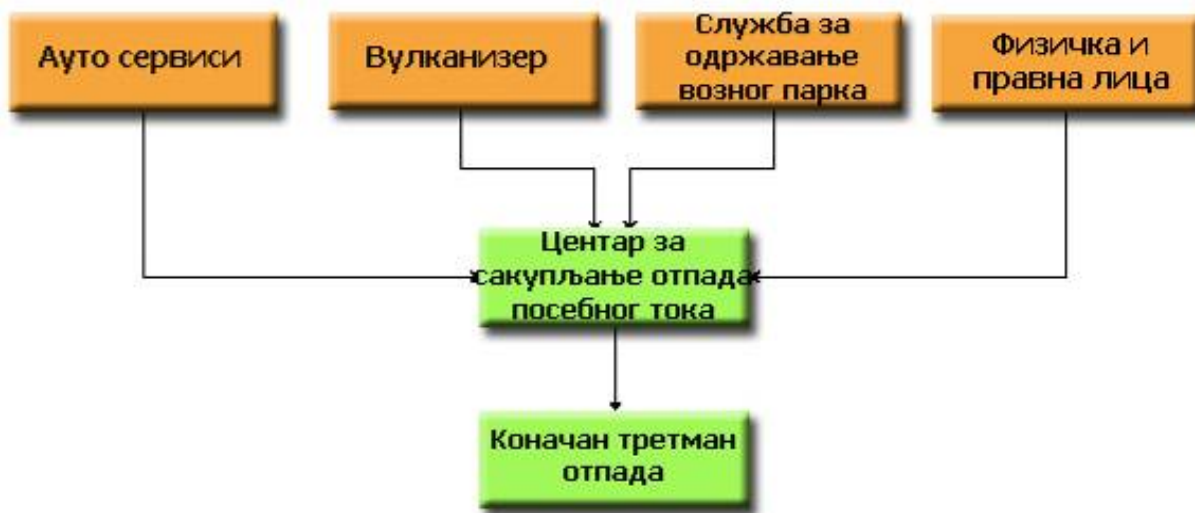 Ауто сервиси
Вулканизер
Служба за
одржавање
возног парка
Физичка и
правна лица
Центар за
сакупљање отпада
посебног тока
Коначан третман
отпада